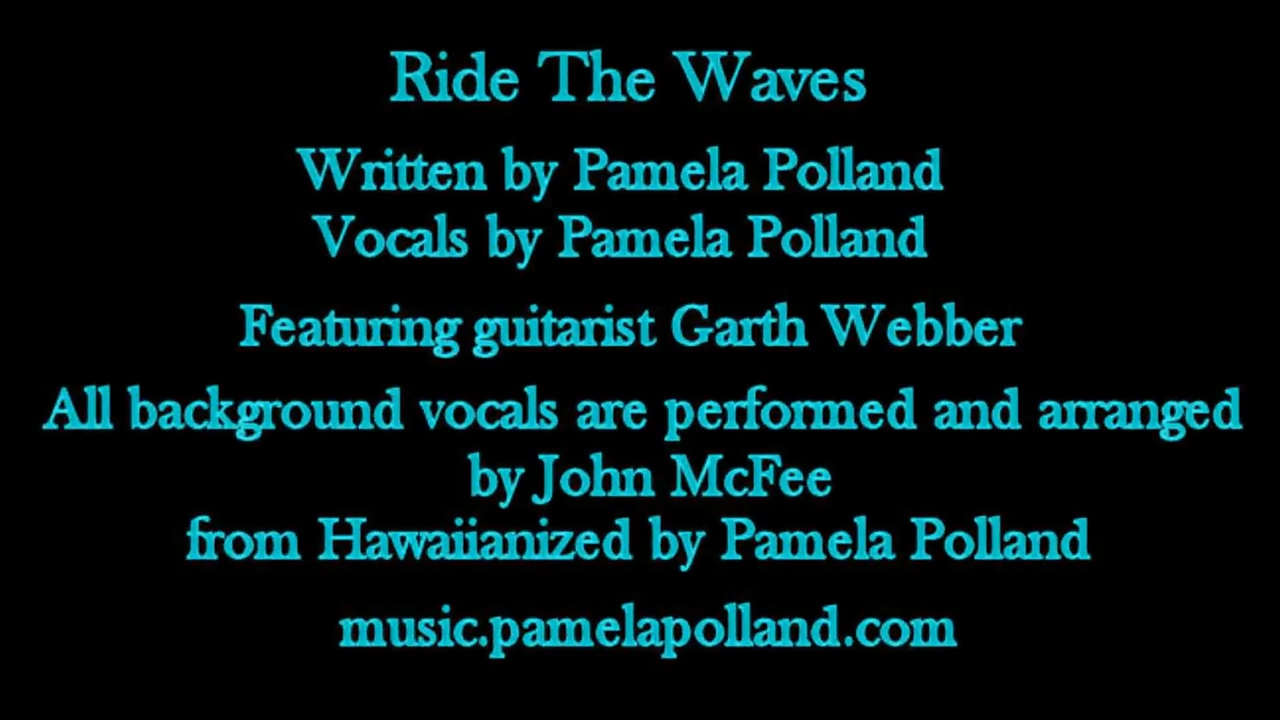 Ride The Waves
Written by Pamela Polland
Vocals by Pamela Polland
Featuring guitarist Garth Webber
All background vocals are performed and arranged
by John McFee
from Hawaiianized by Pamela Polland
music.pamelapolland.com